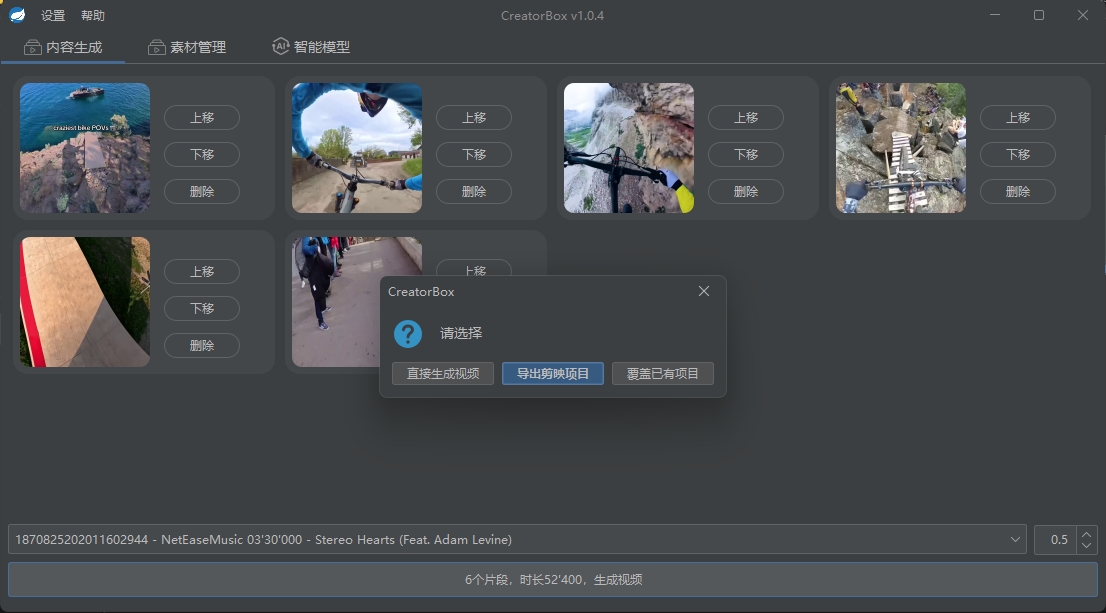 设置 帮助 CreatorBox v1.0.4
内容生成 素材管理 智能模型
craziest bike POVs
上移 上移 上移 上移
下移 下移 下移 下移
删除 删除 删除 删除
上移 上移
下移
删除
CreatorBox
请选择
直接生成视频 导出剪映项目 覆盖已有项目
1870825202011602944 - NetEaseMusic 03'30'000 - Stereo Hearts (Feat. Adam Levine) 0.5
6个片段，时长52'400，生成视频